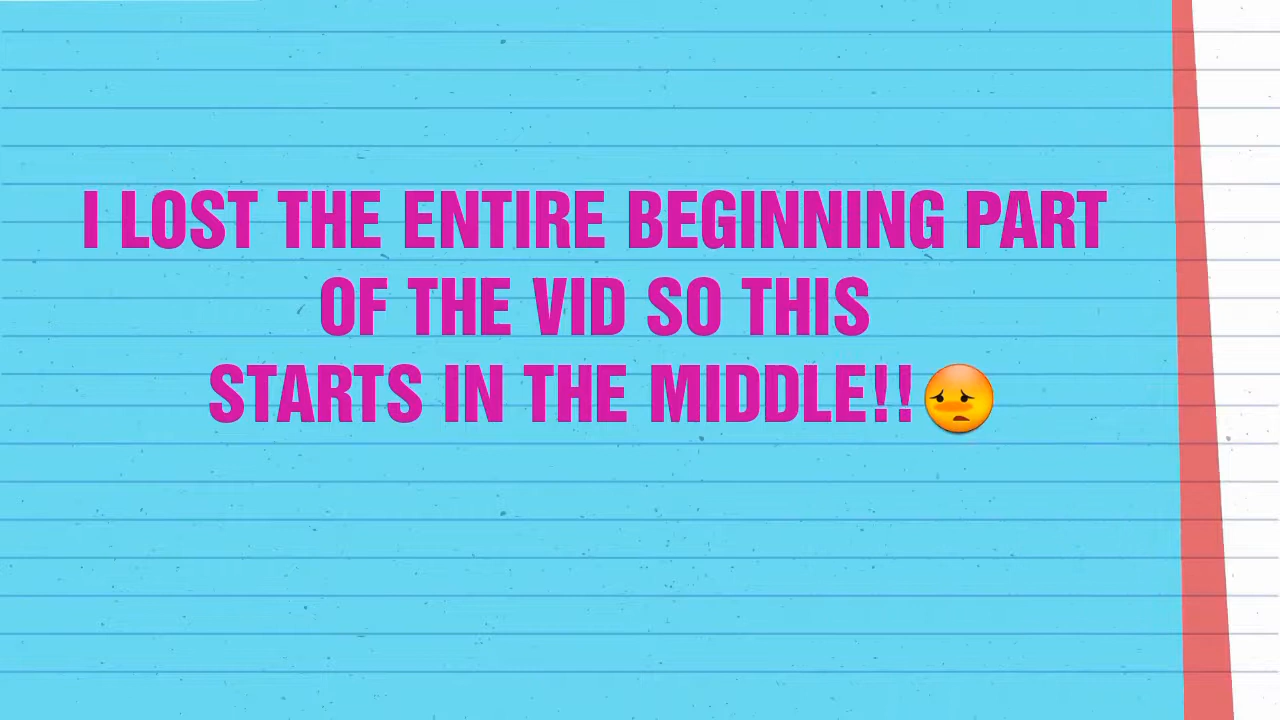 I LOST THE ENTIRE BEGINNING PART
OF THE VID SO THIS
STARTS IN THE MIDDLE!!😳